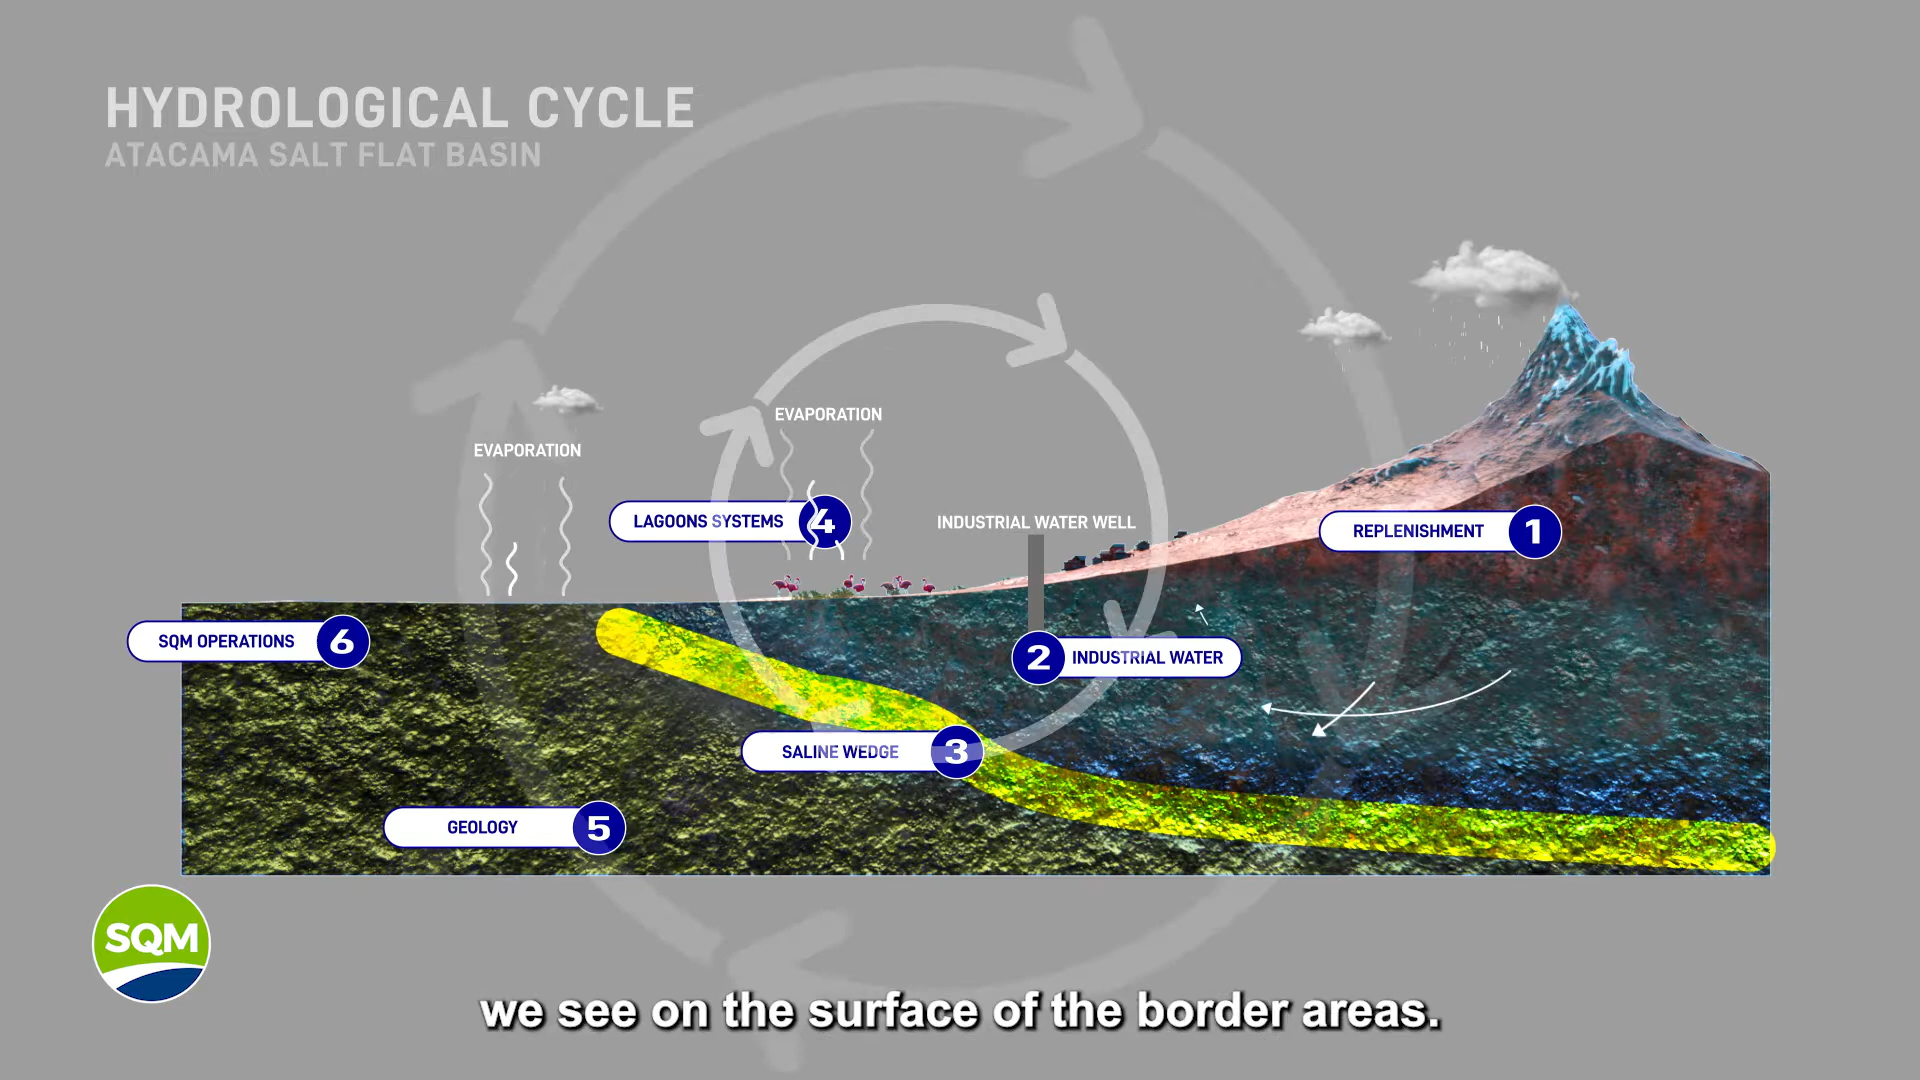 HYDROLOGICAL CYCLE
ATACAMA SALT FLAT BASIN
EVAPORATION
EVAPORATION
LAGOONS SYSTEMS 4
INDUSTRIAL WATER WELL
REPLENISHMENT 1
SQM OPERATIONS 6
2 INDUSTRIAL WATER
SALINE WEDGE 3
GEOLOGY 5
SQM
we see on the surface of the border areas.